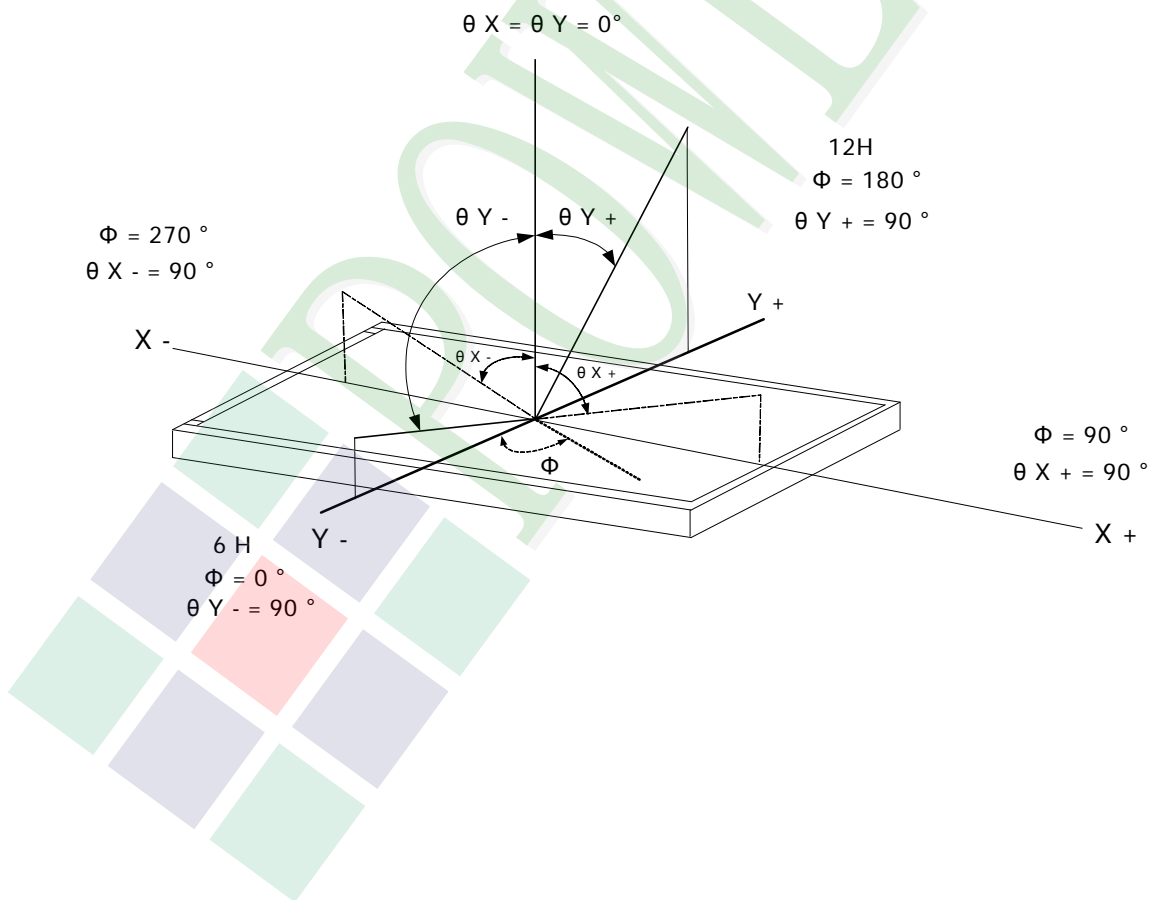 θ X = θ Y = 0°
12H
Φ = 180 °
θ Y + = 90 °
θ Y -
θ Y +
Φ = 270 °
θ X - = 90 °
Y +
X -
θ X -
θ X +
Φ = 90 °
θ X + = 90 °
Φ
Y -
X +
6 H
Φ = 0 °
θ Y - = 90 °